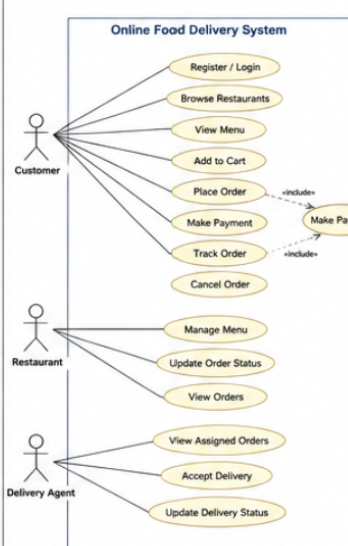 Online Food Delivery System
Register / Login
Browse Restaurants
View Menu
Customer
Add to Cart
Place Order
«include»
Make Pa
Make Payment
Track Order
«include»
Cancel Order
Manage Menu
Restaurant
Update Order Status
View Orders
View Assigned Orders
Accept Delivery
Delivery Agent
Update Delivery Status